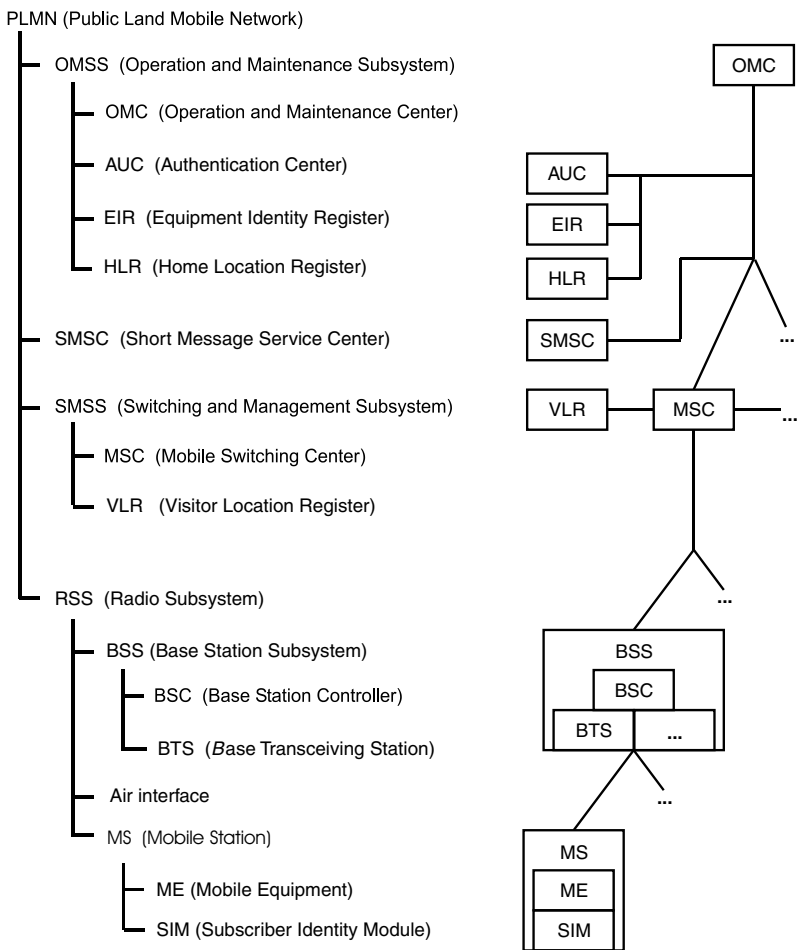 PLMN (Public Land Mobile Network)
OMSS (Operation and Maintenance Subsystem)
OMC (Operation and Maintenance Center)
AUC (Authentication Center)
EIR (Equipment Identity Register)
HLR (Home Location Register)
SMSC (Short Message Service Center)
SMSS (Switching and Management Subsystem)
MSC (Mobile Switching Center)
VLR (Visitor Location Register)
RSS (Radio Subsystem)
BSS (Base Station Subsystem)
BSC (Base Station Controller)
BTS (Base Transceiving Station)
Air interface
MS (Mobile Station)
ME (Mobile Equipment)
SIM (Subscriber Identity Module)
OMC
AUC
EIR
HLR
SMSC
...
VLR
MSC
...
...
BSS
BSC
BTS
...
...
MS
ME
SIM